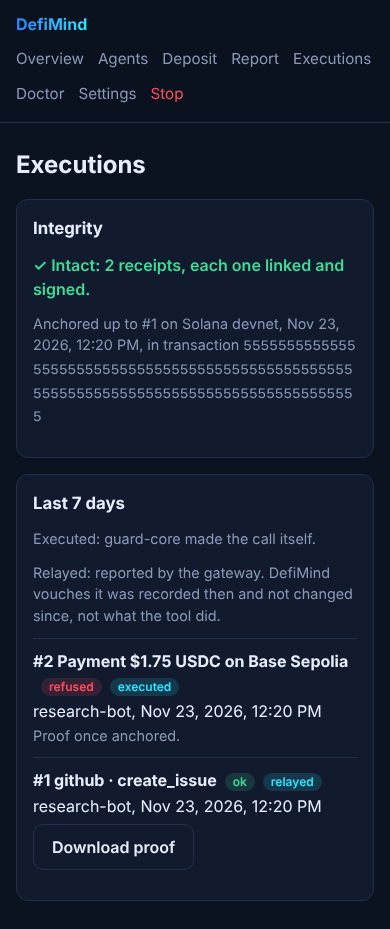 DefiMind
Overview Agents Deposit Report Executions
Doctor Settings Stop
Executions
Integrity
✓ Intact: 2 receipts, each one linked and
signed.
Anchored up to #1 on Solana devnet, Nov 23,
2026, 12:20 PM, in transaction 5555555555555
5555555555555555555555555555555555555
5555555555555555555555555555555555555
5
Last 7 days
Executed: guard-core made the call itself.
Relayed: reported by the gateway. DefiMind
vouches it was recorded then and not changed
since, not what the tool did.
#2 Payment $1.75 USDC on Base Sepolia
refused executed
research-bot, Nov 23, 2026, 12:20 PM
Proof once anchored.
#1 github · create_issue ok relayed
research-bot, Nov 23, 2026, 12:20 PM
Download proof